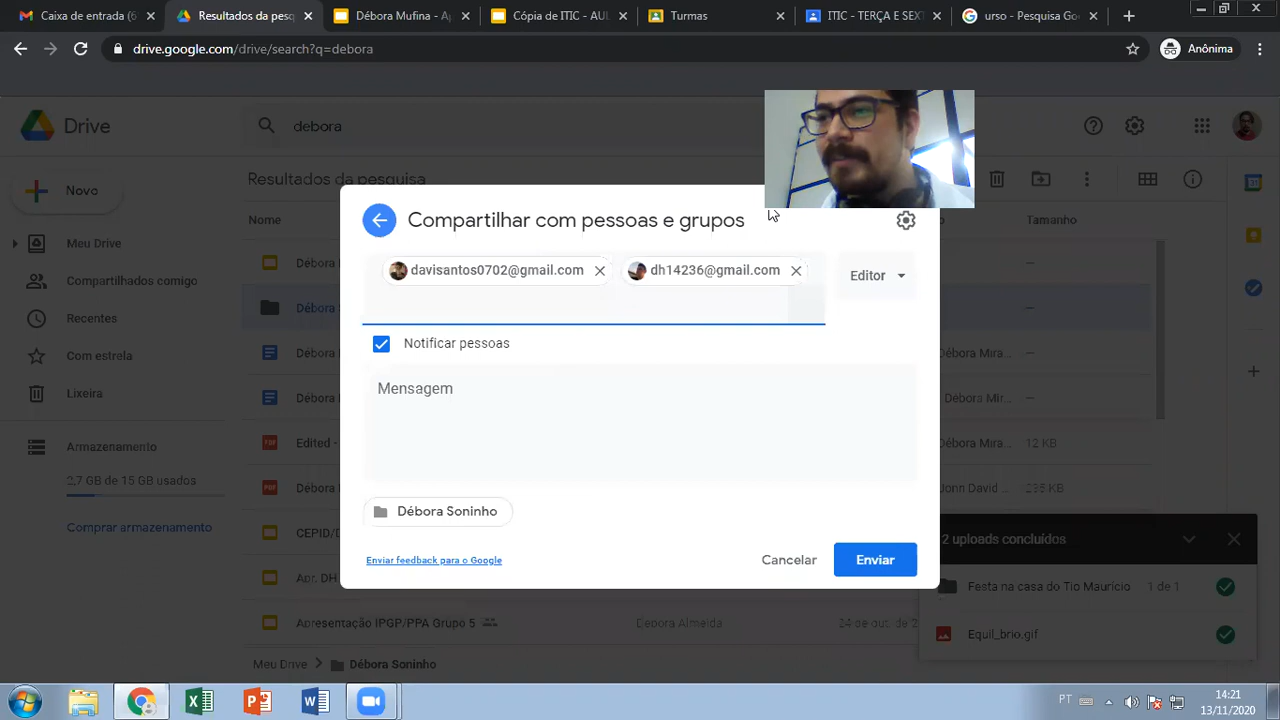 Caixa de entrada (6
Resultados da pesq
Débora Mufina - Ap
Cópia de ITIC - AUL
Turmas
ITIC - TERÇA E SEXT
urso - Pesquisa Goo
drive.google.com/drive/search?q=debora
Anônima
Drive
debora
Resultados da pesquisa
Novo
Nome
Tamanho
Meu Drive
Compartilhados comigo
Recentes
Com estrela
Lixeira
Armazenamento
2,7 GB de 15 GB usados
Comprar armazenamento
Compartilhar com pessoas e grupos
davisantos0702@gmail.com
dh14236@gmail.com
Editor
Notificar pessoas
Mensagem
Débora Soninho
Enviar feedback para o Google
Cancelar
Enviar
Débora
Débora
Débora
Débora
Edited -
Débora
CEPID/D
Apr. DH
Apresentação IPGP/PPA Grupo 5
Debora Almeida
24 de out. de 2
Débora Mira...
Débora Mir...
Débora Mira...
12 KB
John David
235 KB
2 uploads concluídos
Festa na casa do Tio Maurício
1 de 1
Equil_brio.gif
Meu Drive
Débora Soninho
PT
14:21
13/11/2020